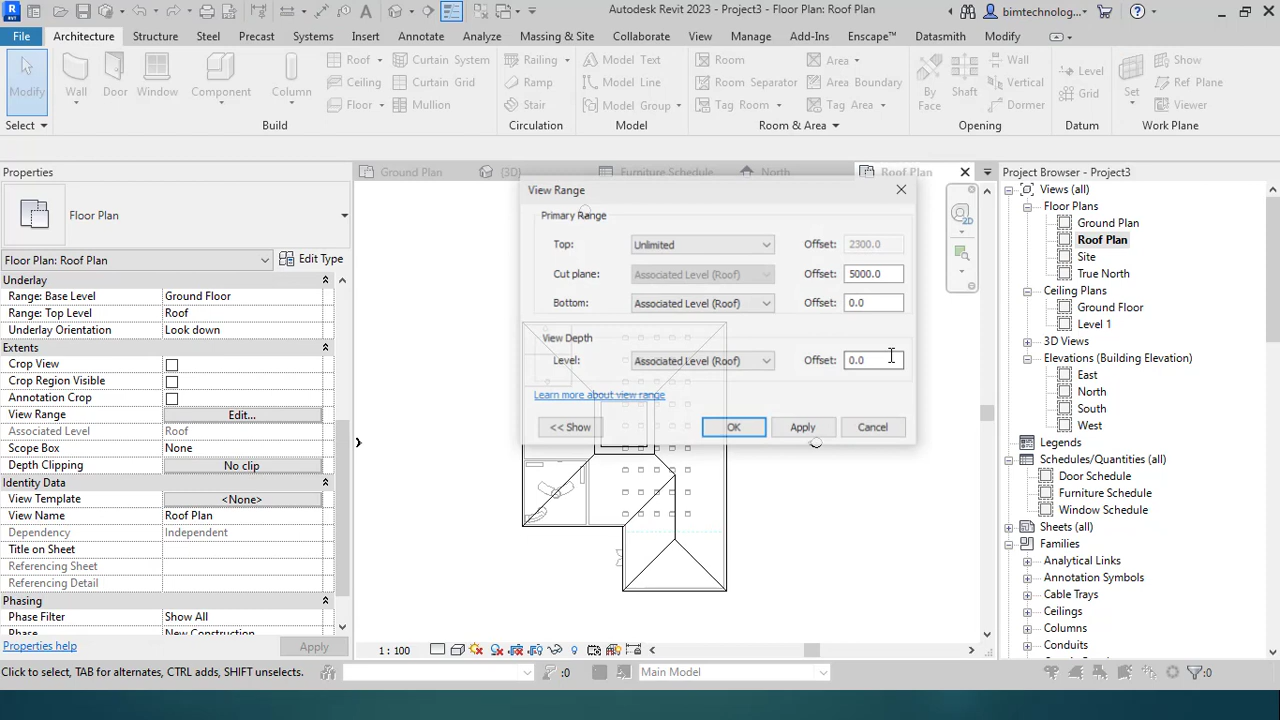 Autodesk Revit 2023 - Project3 - Floor Plan: Roof Plan
bimtechnolog...
File Architecture Structure Steel Precast Systems Insert Annotate Analyze Massing & Site Collaborate View Manage Add-Ins Enscape™ Datasmith Modify
Modify
Wall
Door
Window
Component
Column
Roof
Ceiling
Floor
Curtain System
Curtain Grid
Mullion
Railing
Ramp
Stair
Model Text
Model Line
Model Group
Room
Room Separator
Tag Room
Area
Area Boundary
Tag Area
By
Face
Shaft
Wall
Vertical
Dormer
Level
Grid
Set
Show
Ref Plane
Viewer
Select Build Circulation Model Room & Area Opening Datum Work Plane
Properties
Floor Plan
Floor Plan: Roof Plan
Edit Type
Underlay
Range: Base Level Ground Floor
Range: Top Level Roof
Underlay Orientation Look down
Extents
Crop View
Crop Region Visible
Annotation Crop
View Range Edit...
Associated Level Roof
Scope Box None
Depth Clipping No clip
Identity Data
View Template <None>
View Name Roof Plan
Dependency Independent
Title on Sheet
Referencing Sheet
Referencing Detail
Phasing
Phase Filter Show All
Phase New Construction
Properties help
Apply
Ground Plan
(3D)
Furniture Schedule
North
Roof Plan
View Range
Primary Range
Top: Unlimited Offset: 2300.0
Cut plane: Associated Level (Roof) Offset: 5000.0
Bottom: Associated Level (Roof) Offset: 0.0
View Depth
Level: Associated Level (Roof) Offset: 0.0
Learn more about view range
<< Show
OK
Apply
Cancel
2D
1 : 100
Project Browser - Project3
Views (all)
Floor Plans
Ground Plan
Roof Plan
Site
True North
Ceiling Plans
Ground Floor
Level 1
3D Views
Elevations (Building Elevation)
East
North
South
West
Legends
Schedules/Quantities (all)
Door Schedule
Furniture Schedule
Window Schedule
Sheets (all)
Families
Analytical Links
Annotation Symbols
Cable Trays
Ceilings
Columns
Click to select, TAB for alternates, CTRL adds, SHIFT unselects.
:0
Main Model
:0